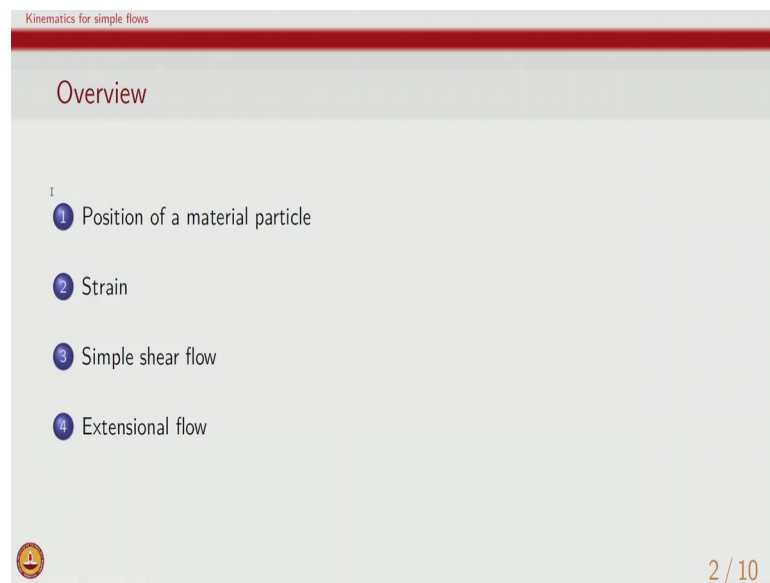 Kinematics for simple flows
Overview
1 Position of a material particle
2 Strain
3 Simple shear flow
4 Extensional flow
2 / 10